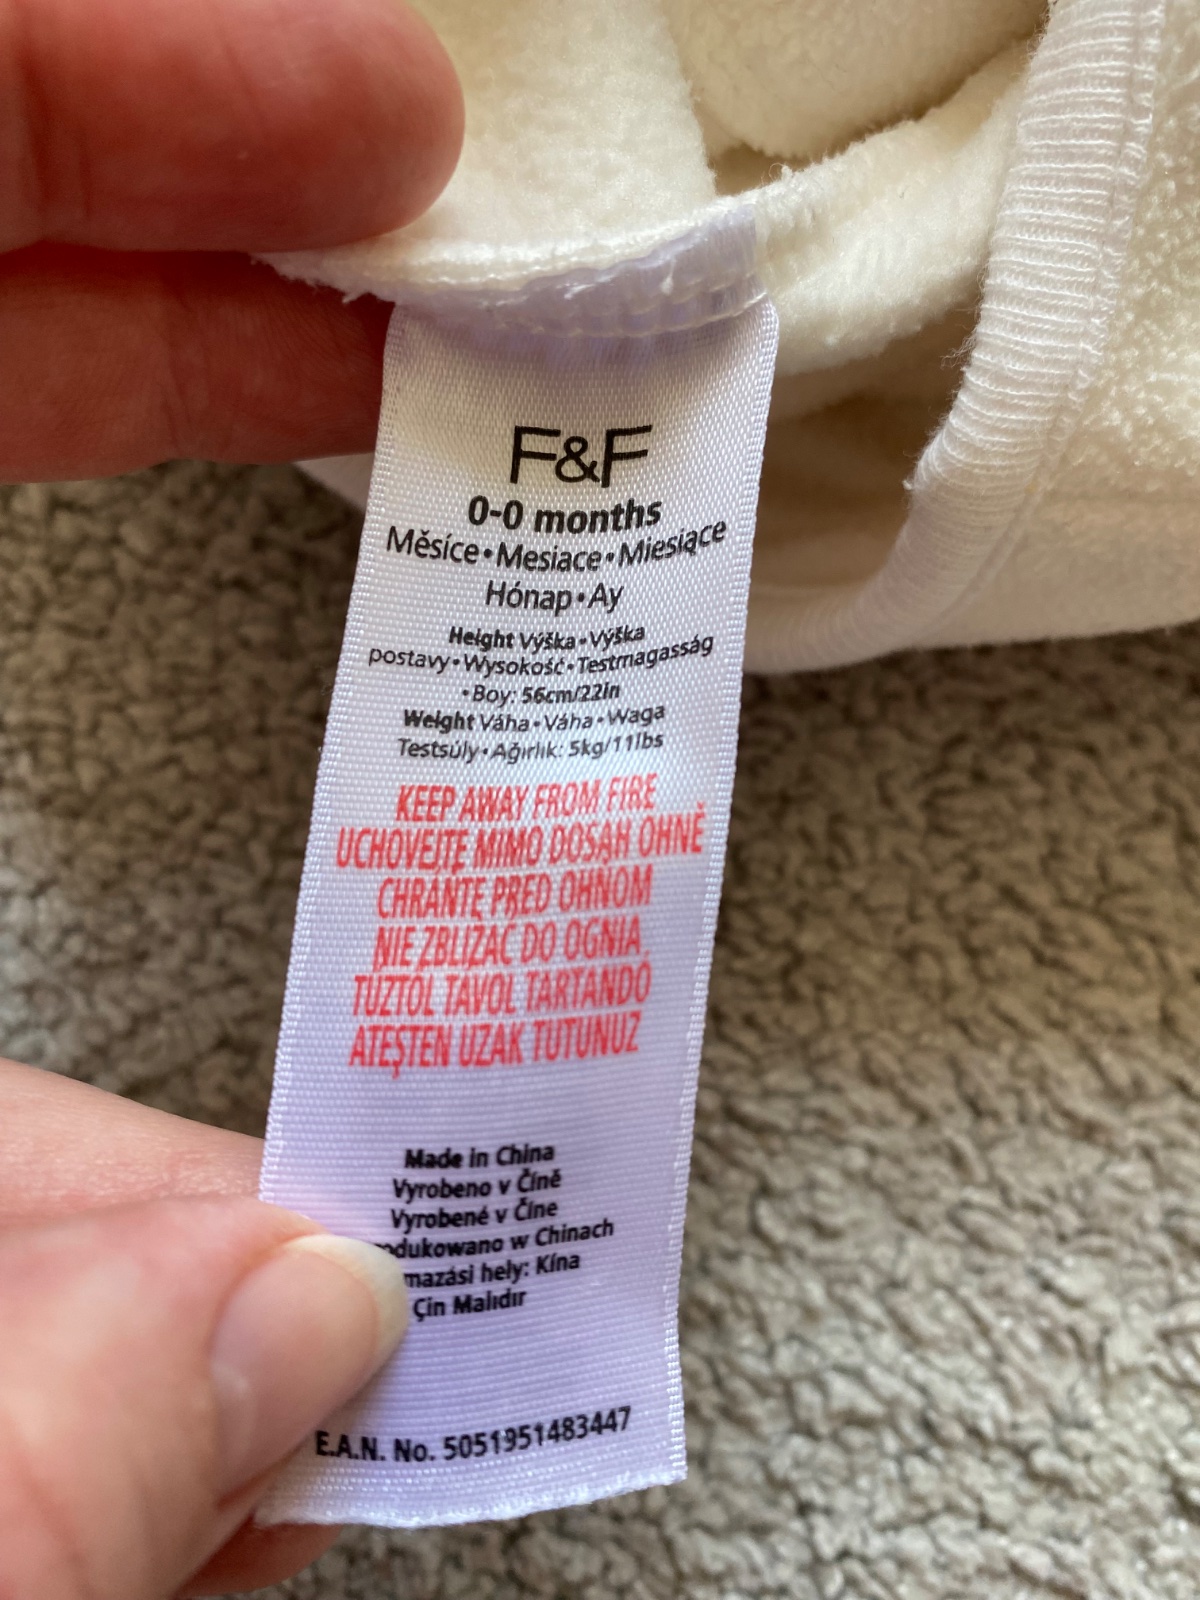 F&F
0-0 months
Měsíce•Mesiace•Miesiące
Hónap•Ay
Height Výška•Výška
postavy•Wysokość•Testmagasság
•Boy: 56cm/22in
Weight Váha•Váha•Waga
Testsúly•Ağırlık: 5kg/11lbs
KEEP AWAY FROM FIRE
UCHOVEJTE MIMO DOSAH OHNĚ
CHRÁNTE PRED OHŇOM
NIE ZBLIŻAĆ DO OGNIA
TŰZTŐL TÁVOL TARTANDÓ
ATEŞTEN UZAK TUTUNUZ
Made in China
Vyrobeno v Číně
Vyrobené v Číne
odukowano w Chinach
mazási hely: Kína
Çin Malıdır
E.A.N. No. 5051951483447